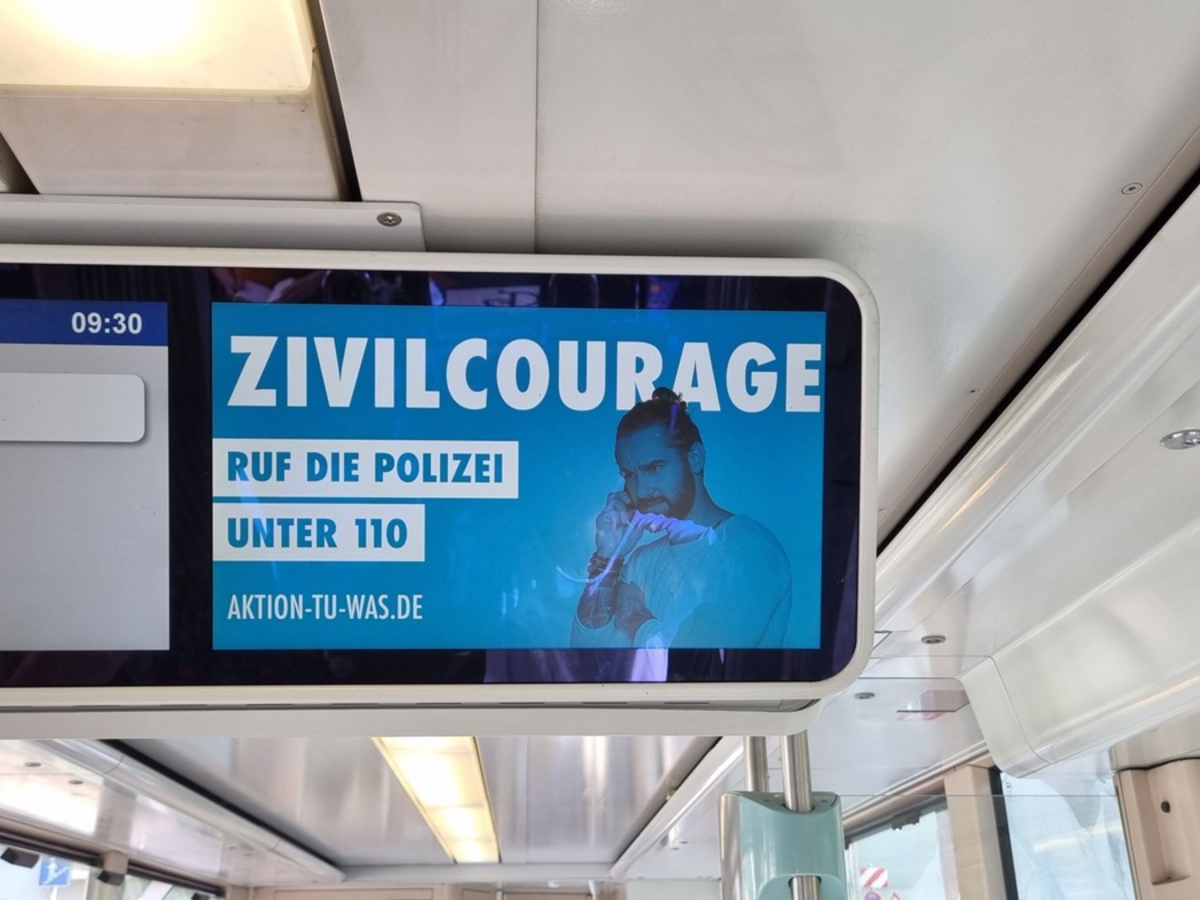 09:30
ZIVILCOURAGE
RUF DIE POLIZEI
UNTER 110
AKTION-TU-WAS.DE